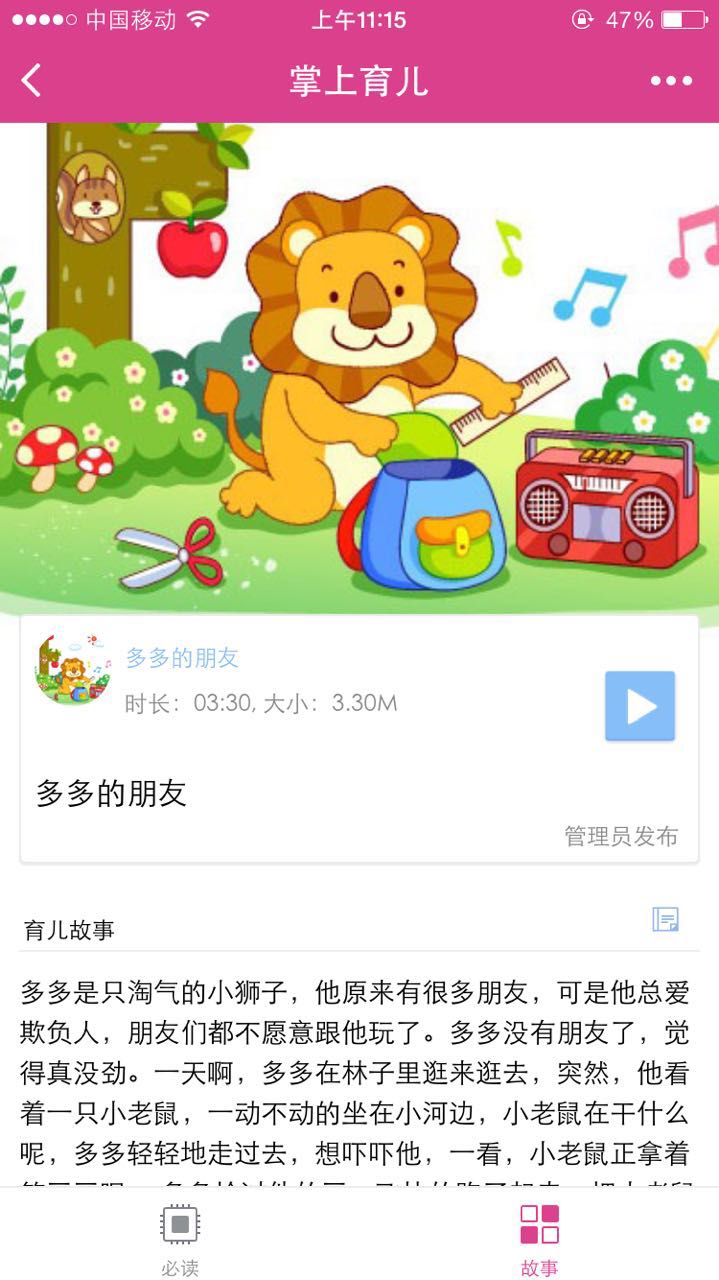 中国移动
上午11:15
47%
掌上育儿
多多的朋友
时长：03:30, 大小：3.30M
多多的朋友
管理员发布
育儿故事
多多是只淘气的小狮子，他原来有很多朋友，可是他总爱
欺负人，朋友们都不愿意跟他玩了。多多没有朋友了，觉
得真没劲。一天啊，多多在林子里逛来逛去，突然，他看
着一只小老鼠，一动不动的坐在小河边，小老鼠在干什么
呢，多多轻轻地走过去，想吓吓他，一看，小老鼠正拿着
必读
故事